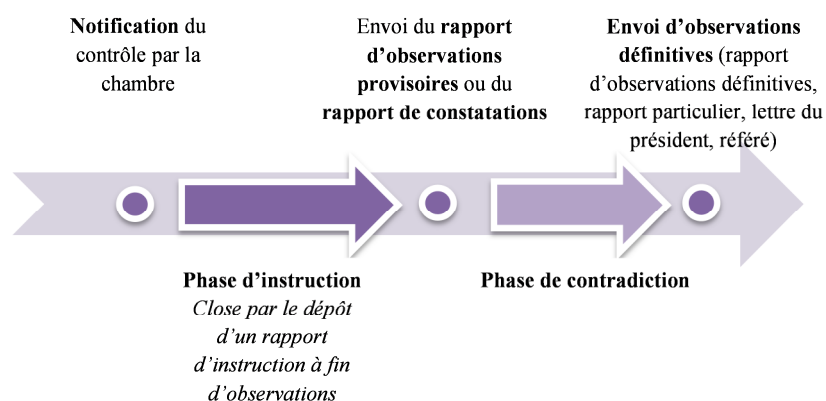 Notification du
contrôle par la
chambre
Envoi du rapport
d’observations
provisoires ou du
rapport de constatations
Envoi d’observations
définitives (rapport
d’observations définitives,
rapport particulier, lettre du
président, référé)
Phase d’instruction
Close par le dépôt
d’un rapport
d’instruction à fin
d’observations
Phase de contradiction